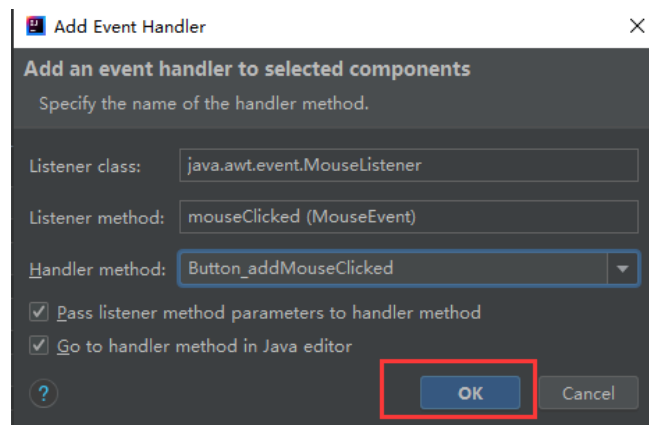 Add Event Handler
Add an event handler to selected components
Specify the name of the handler method.
Listener class: java.awt.event.MouseListener
Listener method: mouseClicked (MouseEvent)
Handler method: Button_addMouseClicked
Pass listener method parameters to handler method
Go to handler method in Java editor
? OK Cancel